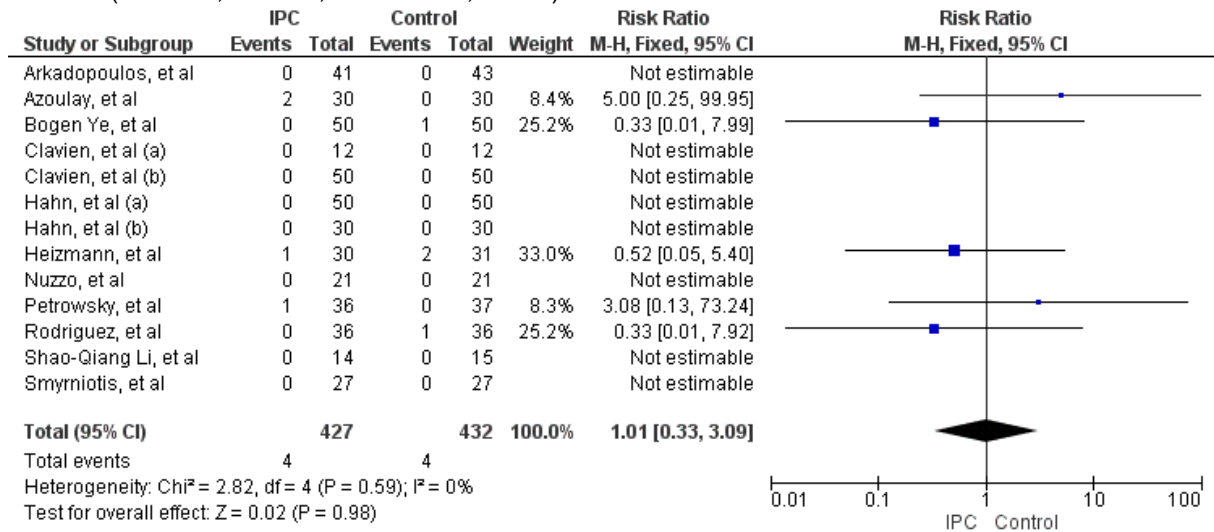 IPC Control Risk Ratio Risk Ratio
Study or Subgroup Events Total Events Total Weight M-H, Fixed, 95% CI M-H, Fixed, 95% CI
Arkadopoulos, et al 0 41 0 43 Not estimable
Azoulay, et al 2 30 0 30 8.4% 5.00 [0.25, 99.95]
Bogen Ye, et al 0 50 1 50 25.2% 0.33 [0.01, 7.99]
Clavien, et al (a) 0 12 0 12 Not estimable
Clavien, et al (b) 0 50 0 50 Not estimable
Hahn, et al (a) 0 50 0 50 Not estimable
Hahn, et al (b) 0 30 0 30 Not estimable
Heizmann, et al 1 30 2 31 33.0% 0.52 [0.05, 5.40]
Nuzzo, et al 0 21 0 21 Not estimable
Petrowsky, et al 1 36 0 37 8.3% 3.08 [0.13, 73.24]
Rodriguez, et al 0 36 1 36 25.2% 0.33 [0.01, 7.92]
Shao-Qiang Li, et al 0 14 0 15 Not estimable
Smyrniotis, et al 0 27 0 27 Not estimable
Total (95% CI) 427 432 100.0% 1.01 [0.33, 3.09]
Total events 4 4
Heterogeneity: Chi² = 2.82, df = 4 (P = 0.59); I² = 0%
Test for overall effect: Z = 0.02 (P = 0.98)
0.01 0.1 1 10 100
IPC Control